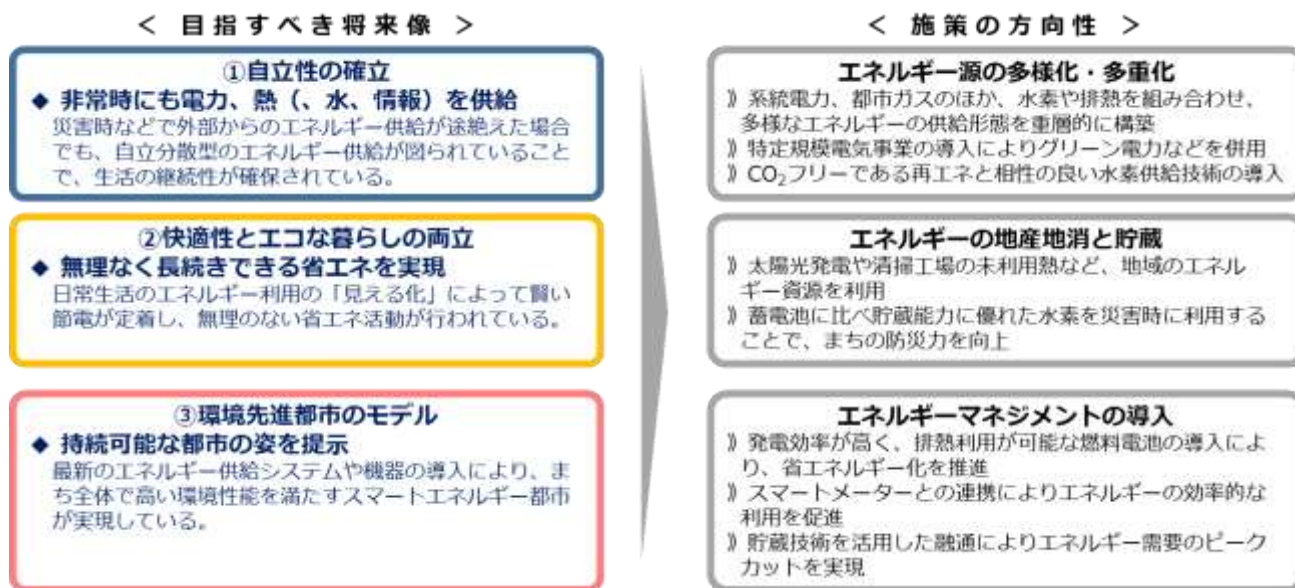 ＜ 目指すべき将来像 ＞
①自立性の確立
◆ 非常時にも電力、熱（、水、情報）を供給
災害時などで外部からのエネルギー供給が途絶えた場合
でも、自立分散型のエネルギー供給が図られていること
で、生活の継続性が確保されている。
②快適性とエコな暮らしの両立
◆ 無理なく長続きできる省エネを実現
日常生活のエネルギー利用の「見える化」によって賢い
節電が定着し、無理のない省エネ活動が行われている。
③環境先進都市のモデル
◆ 持続可能な都市の姿を提示
最新のエネルギー供給システムや機器の導入により、ま
ち全体で高い環境性能を満たすスマートエネルギー都市
が実現している。
＜ 施策の方向性 ＞
エネルギー源の多様化・多重化
》系統電力、都市ガスのほか、水素や排熱を組み合わせ、
多様なエネルギーの供給形態を重層的に構築
》特定規模電気事業の導入によりグリーン電力などを併用
》CO₂フリーである再エネと相性の良い水素供給技術の導入
エネルギーの地産地消と貯蔵
》太陽光発電や清掃工場の未利用熱など、地域のエネル
ギー資源を利用
》蓄電池に比べ貯蔵能力に優れた水素を災害時に利用する
ことで、まちの防災力を向上
エネルギーマネジメントの導入
》発電効率が高く、排熱利用が可能な燃料電池の導入によ
り、省エネルギー化を推進
》スマートメーターとの連携によりエネルギーの効率的な
利用を促進
》貯蔵技術を活用した融通によりエネルギー需要のピーク
カットを実現